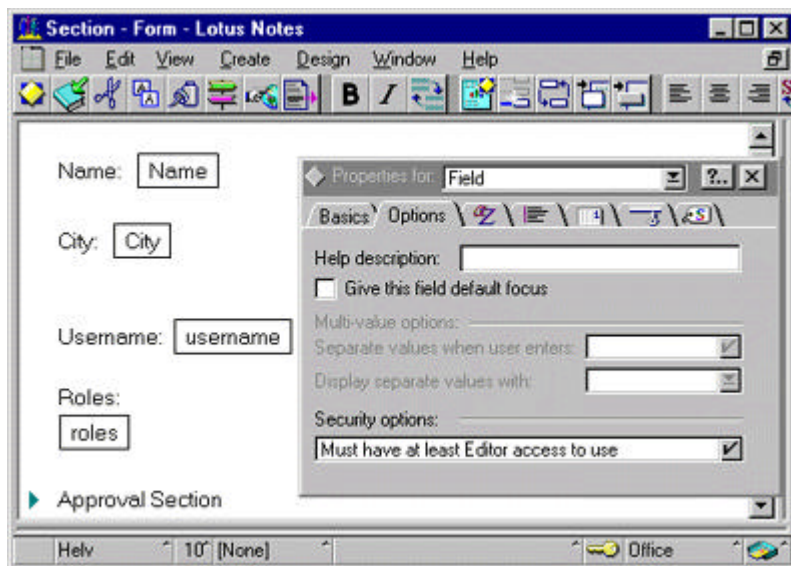 Section - Form - Lotus Notes
File Edit View Create Design Window Help
B I
Name: Name
City: City
Username: username
Roles:
roles
Approval Section
Properties for: Field
?..
Basics Options
Help description:
Give this field default focus
Multi-value options:
Separate values when user enters:
Display separate values with:
Security options:
Must have at least Editor access to use
Helv 10 [None] Office